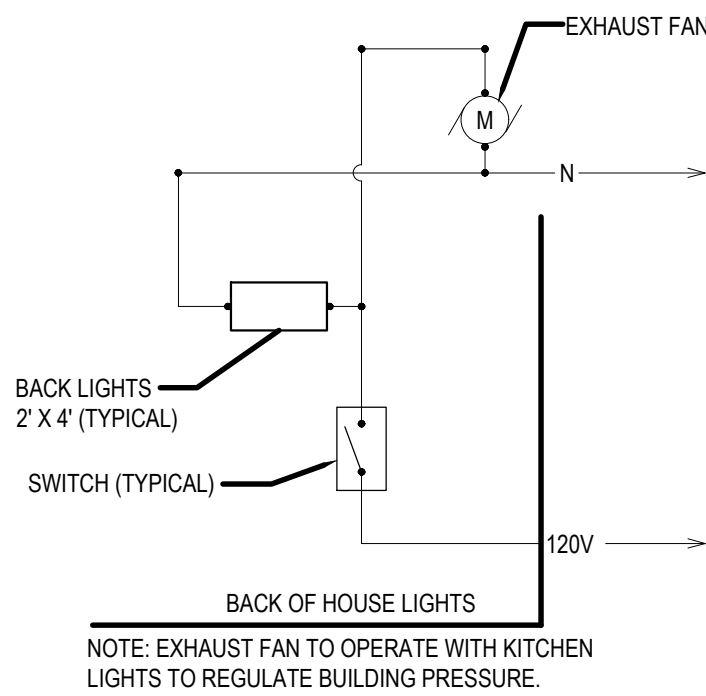 EXHAUST FAN
M
N
BACK LIGHTS
2' X 4' (TYPICAL)
SWITCH (TYPICAL)
120V
BACK OF HOUSE LIGHTS
NOTE: EXHAUST FAN TO OPERATE WITH KITCHEN
LIGHTS TO REGULATE BUILDING PRESSURE.